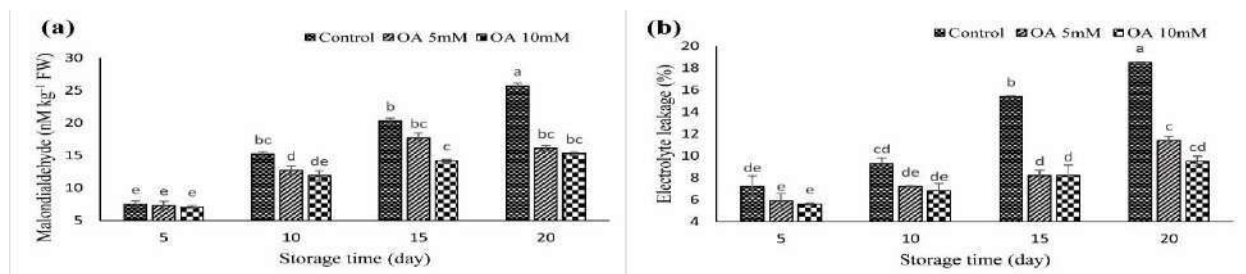 (a)
Control OA 5mM OA 10mM
Malondialdehyde (nM kg⁻¹ FW)
30
25
20
15
10
5
e e e
bc d de
b bc c
a bc bc
5 10 15 20
Storage time (day)
(b)
Control OA 5mM OA 10mM
Electrolyte leakage (%)
20
18
16
14
12
10
8
6
4
de e e
cd de de
b d d
a c cd
5 10 15 20
Storage time (day)